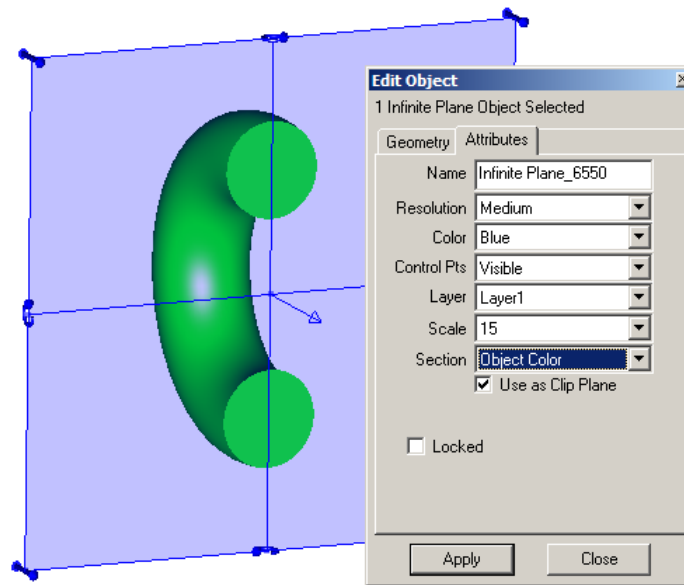 Edit Object
1 Infinite Plane Object Selected
Geometry Attributes
Name Infinite Plane_6550
Resolution Medium
Color Blue
Control Pts Visible
Layer Layer1
Scale 15
Section Object Color
Use as Clip Plane
Locked
Apply Close